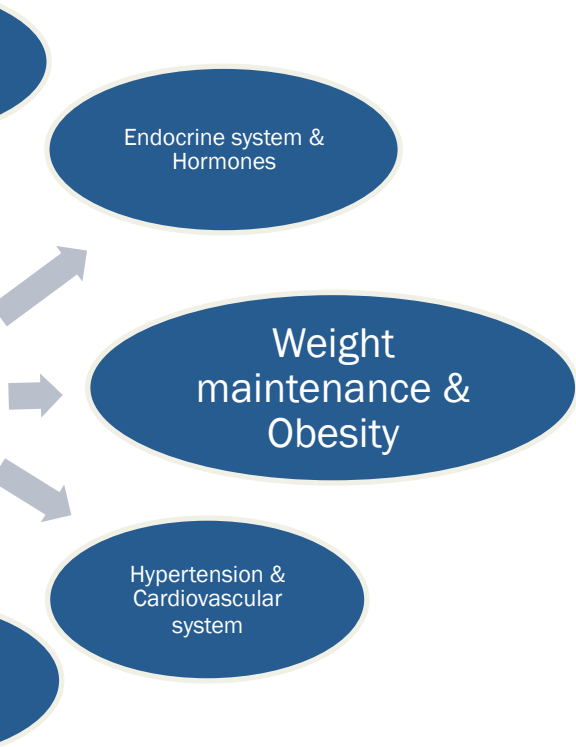 Endocrine system &
Hormones
Weight
maintenance &
Obesity
Hypertension &
Cardiovascular
system